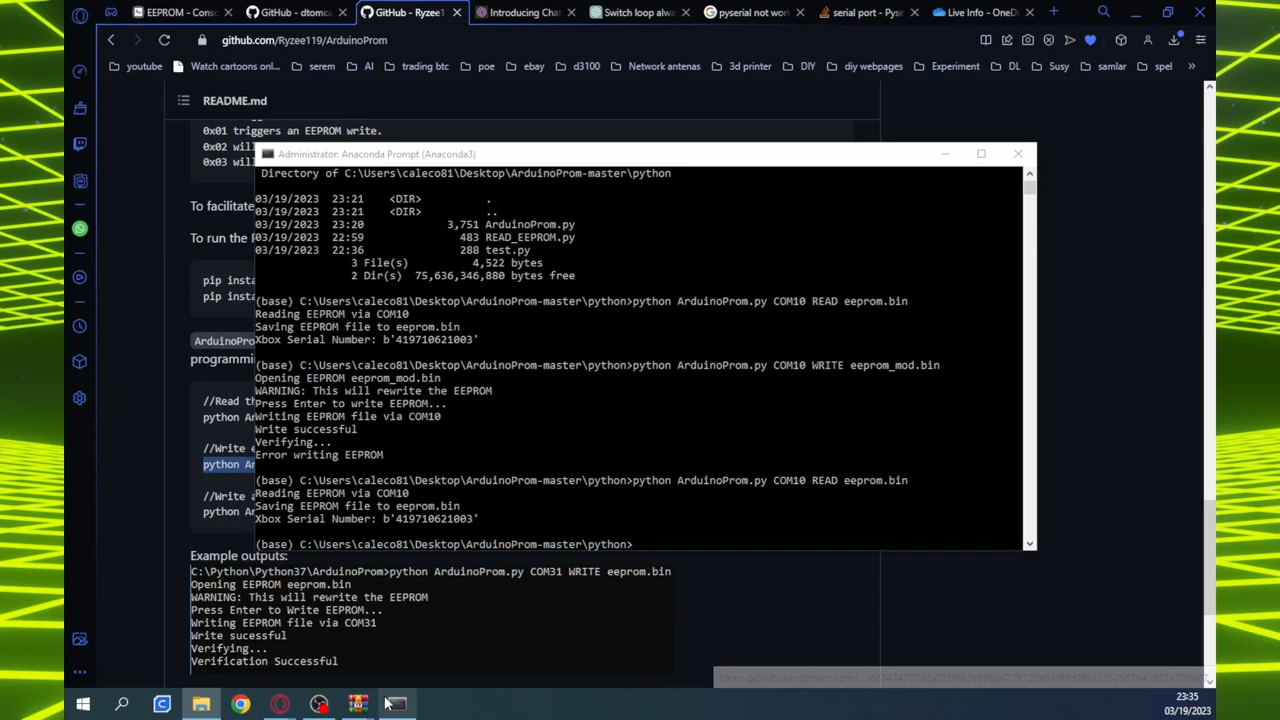 EEPROM - Cons
GitHub - dtomca
GitHub - Ryzee1
Introducing Chat
Switch loop alwa
pyserial not work
serial port - Pyse
Live Info - OneD
github.com/Ryzee119/ArduinoProm
youtube
Watch cartoons onl...
serem
AI
trading btc
poe
ebay
d3100
Network antenas
3d printer
DIY
diy webpages
Experiment
DL
Susy
samlar
spel
README.md
0x01 triggers an EEPROM write.
0x02 wil
0x03 will
To facilitate
To run the
pip insta
pip insta
ArduinoPro
programmi
//Read th
python Ar
//Write
python Ar
//Write a
python Ar
Administrator: Anaconda Prompt (Anaconda3)
Directory of C:\Users\caleco81\Desktop\ArduinoProm-master\python
03/19/2023 23:21 <DIR> .
03/19/2023 23:21 <DIR> ..
03/19/2023 23:20 3,751 ArduinoProm.py
03/19/2023 22:59 483 READ_EEPROM.py
03/19/2023 22:36 288 test.py
3 File(s) 4,522 bytes
2 Dir(s) 75,636,346,880 bytes free
(base) C:\Users\caleco81\Desktop\ArduinoProm-master\python>python ArduinoProm.py COM10 READ eeprom.bin
Reading EEPROM via COM10
Saving EEPROM file to eeprom.bin
Xbox Serial Number: b'419710621003'
(base) C:\Users\caleco81\Desktop\ArduinoProm-master\python>python ArduinoProm.py COM10 WRITE eeprom_mod.bin
Opening EEPROM eeprom_mod.bin
WARNING: This will rewrite the EEPROM
Press Enter to write EEPROM...
Writing EEPROM file via COM10
Write successful
Verifying...
Error writing EEPROM
(base) C:\Users\caleco81\Desktop\ArduinoProm-master\python>python ArduinoProm.py COM10 READ eeprom.bin
Reading EEPROM via COM10
Saving EEPROM file to eeprom.bin
Xbox Serial Number: b'419710621003'
(base) C:\Users\caleco81\Desktop\ArduinoProm-master\python>
Example outputs:
C:\Python\Python37\ArduinoProm>python ArduinoProm.py COM31 WRITE eeprom.bin
Opening EEPROM eeprom.bin
WARNING: This will rewrite the EEPROM
Press Enter to Write EEPROM...
Writing EEPROM file via COM31
Write sucessful
Verifying...
Verification Successful
23:35
03/19/2023